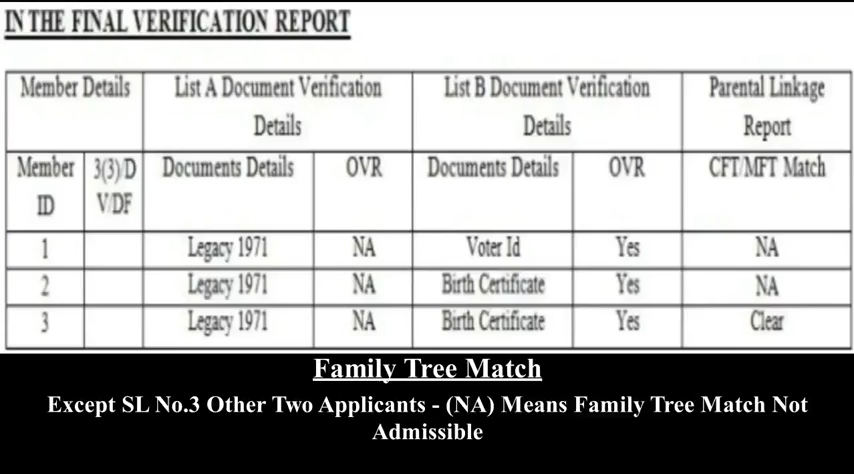 IN THE FINAL VERIFICATION REPORT
Member Details List A Document Verification Details List B Document Verification Details Parental Linkage Report
Member ID 3(3)/D V/DF Documents Details OVR Documents Details OVR CFT/MFT Match
1 Legacy 1971 NA Voter Id Yes NA
2 Legacy 1971 NA Birth Certificate Yes NA
3 Legacy 1971 NA Birth Certificate Yes Clear
Family Tree Match
Except SL No.3 Other Two Applicants - (NA) Means Family Tree Match Not
Admissible